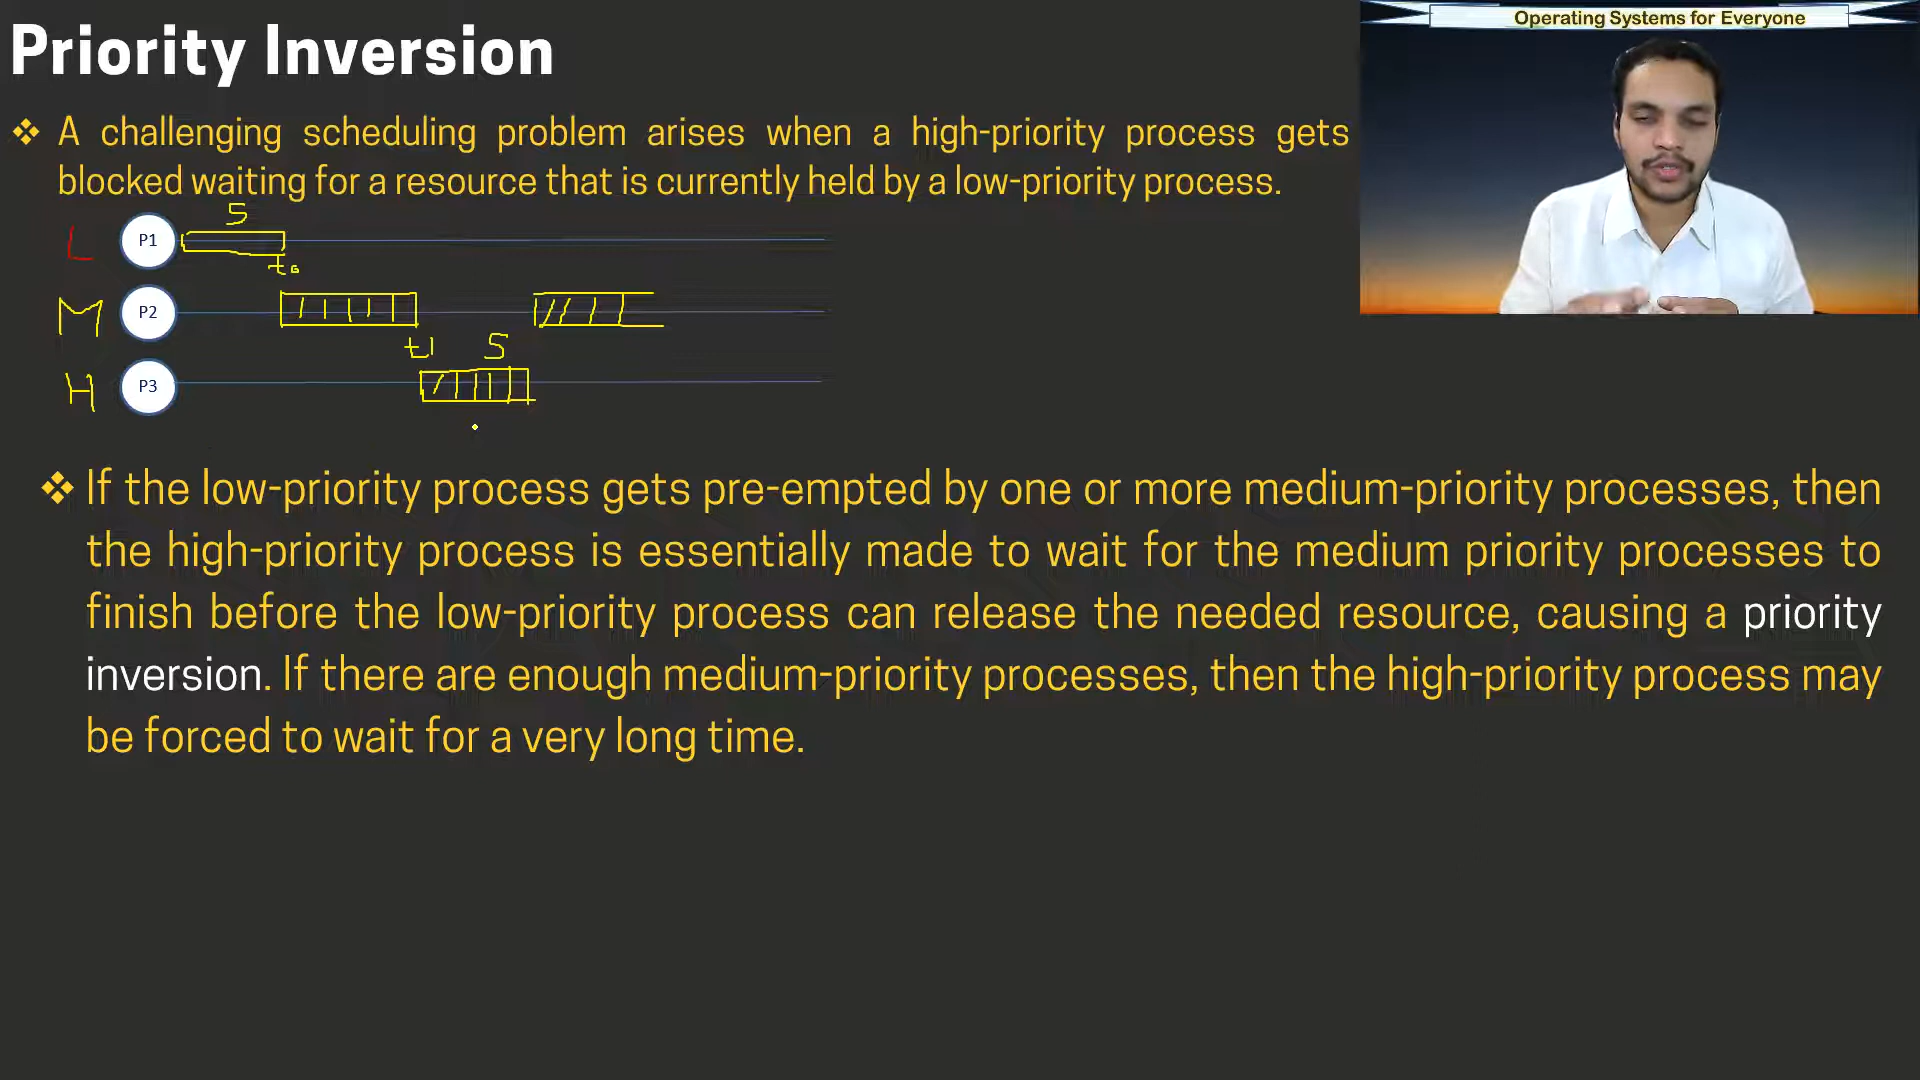 Priority Inversion
Operating Systems for Everyone
❖ A challenging scheduling problem arises when a high-priority process gets
blocked waiting for a resource that is currently held by a low-priority process.
S
L P1
t0
M P2
t1 S
H P3
❖ If the low-priority process gets pre-empted by one or more medium-priority processes, then
the high-priority process is essentially made to wait for the medium priority processes to
finish before the low-priority process can release the needed resource, causing a priority
inversion. If there are enough medium-priority processes, then the high-priority process may
be forced to wait for a very long time.